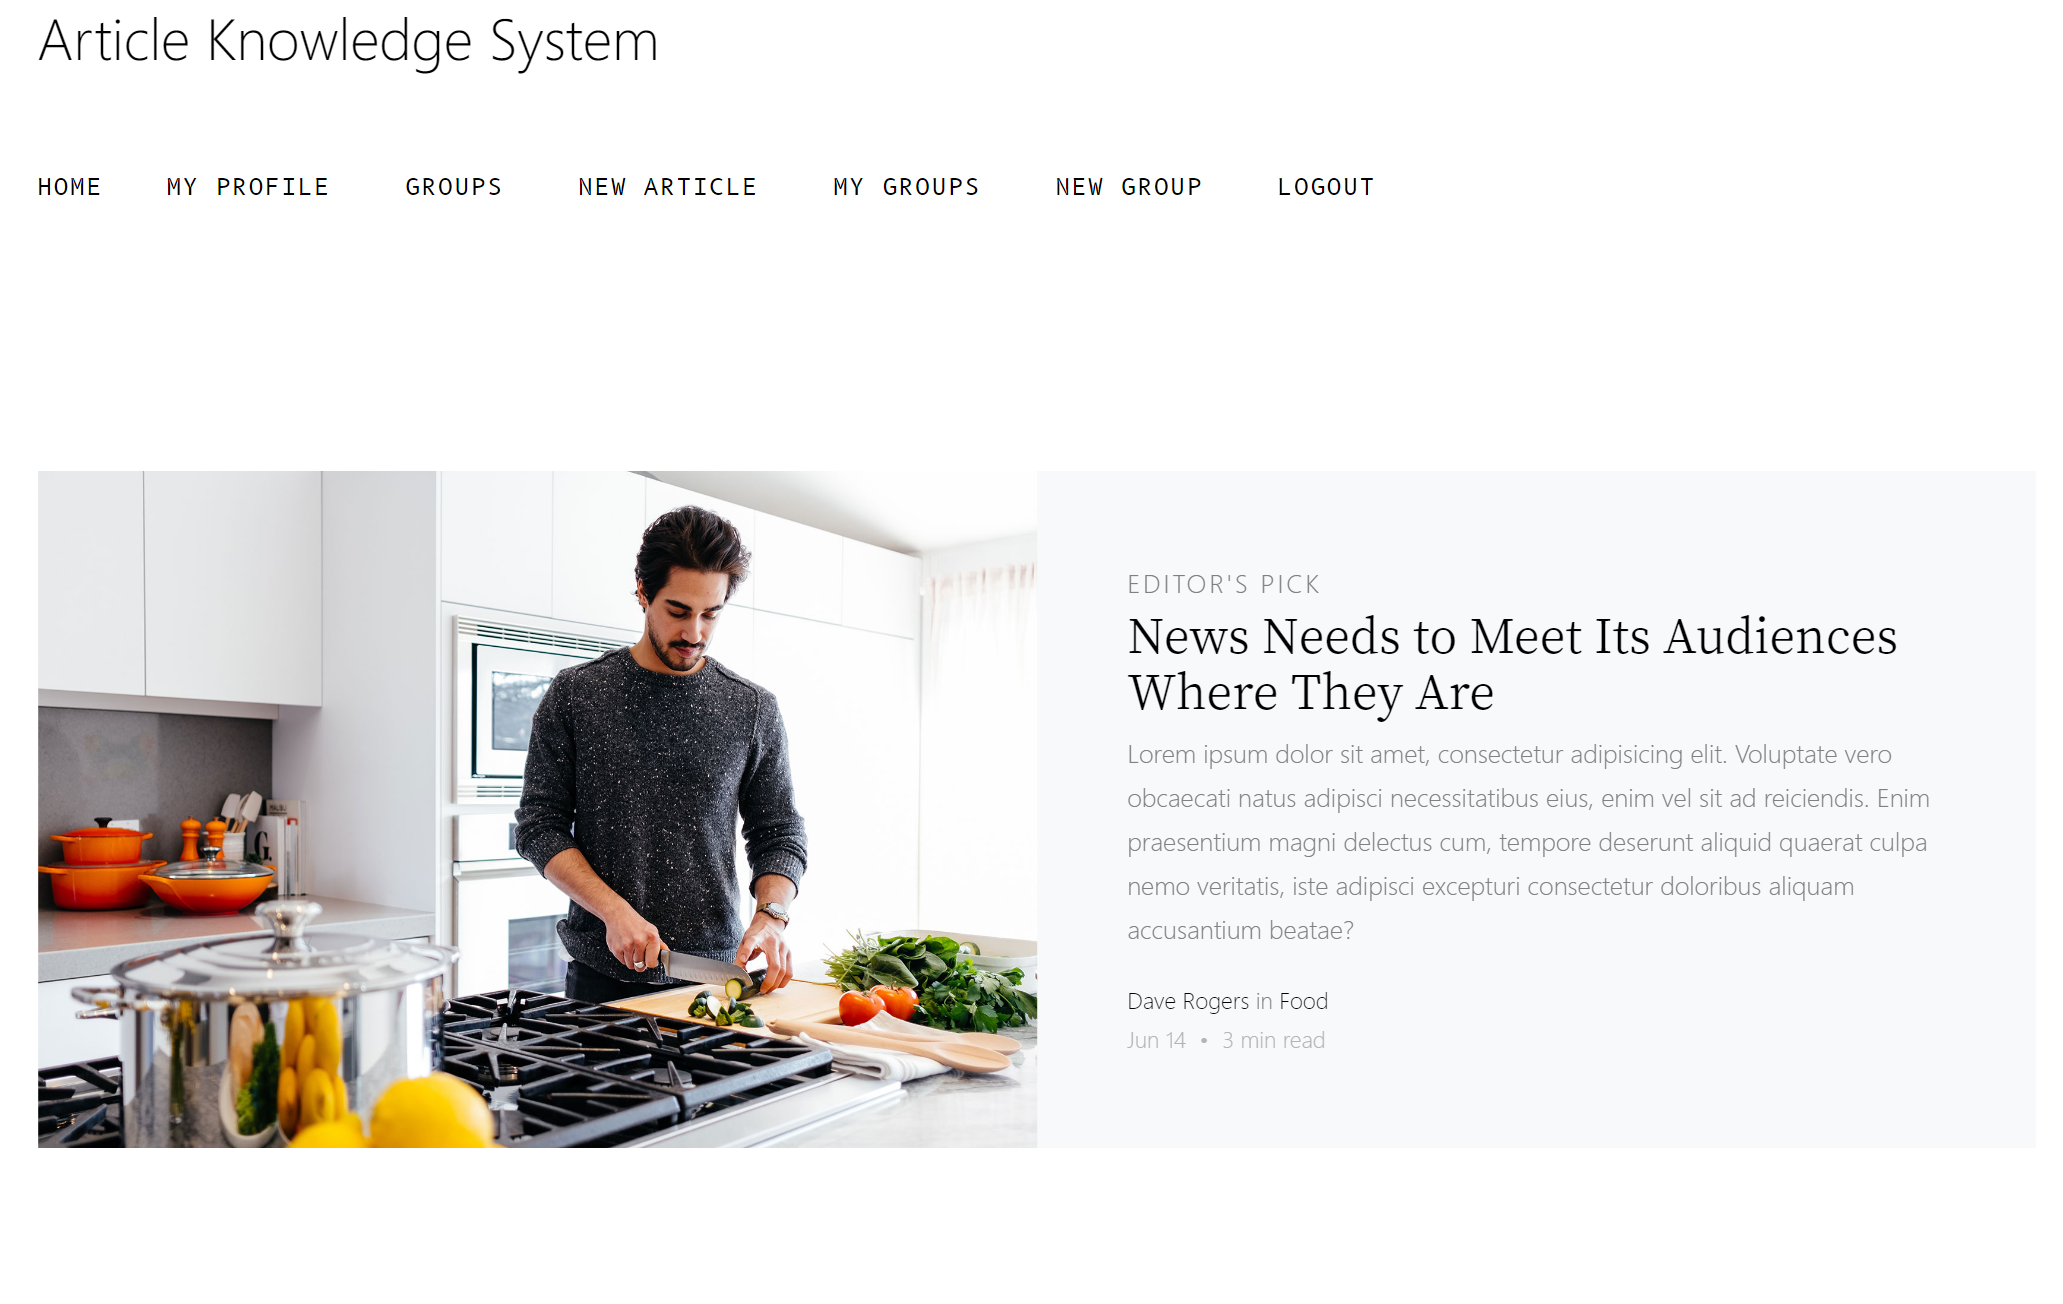 Article Knowledge System
HOME MY PROFILE GROUPS NEW ARTICLE MY GROUPS NEW GROUP LOGOUT
EDITOR'S PICK
News Needs to Meet Its Audiences
Where They Are
Lorem ipsum dolor sit amet, consectetur adipisicing elit. Voluptate vero
obcaecati natus adipisci necessitatibus eius, enim vel sit ad reiciendis. Enim
praesentium magni delectus cum, tempore deserunt aliquid quaerat culpa
nemo veritatis, iste adipisci excepturi consectetur doloribus aliquam
accusantium beatae?
Dave Rogers in Food
Jun 14 • 3 min read
MALIBU
G.